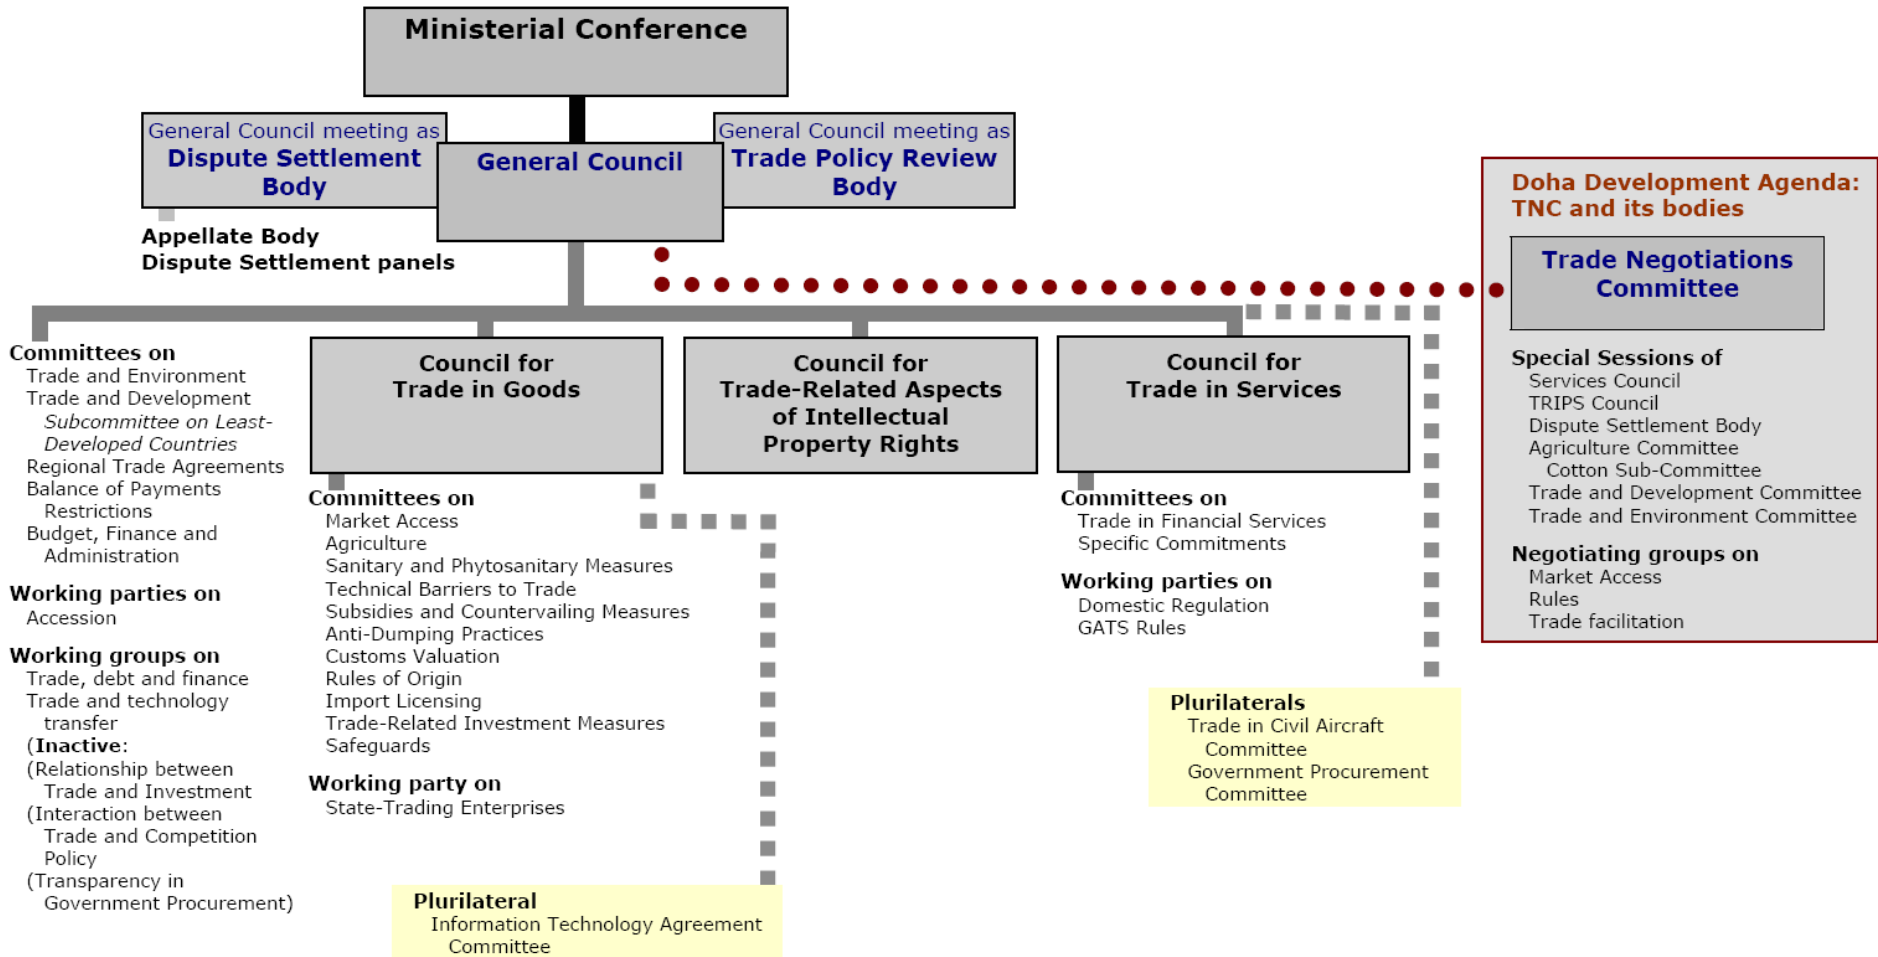 Ministerial Conference
General Council meeting as
Dispute Settlement
Body
General Council
General Council meeting as
Trade Policy Review
Body
Appellate Body
Dispute Settlement panels
Doha Development Agenda:
TNC and its bodies
Trade Negotiations
Committee
Special Sessions of
Services Council
TRIPS Council
Dispute Settlement Body
Agriculture Committee
Cotton Sub-Committee
Trade and Development Committee
Trade and Environment Committee
Negotiating groups on
Market Access
Rules
Trade facilitation
Committees on
Trade and Environment
Trade and Development
Subcommittee on Least-
Developed Countries
Regional Trade Agreements
Balance of Payments
Restrictions
Budget, Finance and
Administration
Working parties on
Accession
Working groups on
Trade, debt and finance
Trade and technology
transfer
(Inactive:
(Relationship between
Trade and Investment
(Interaction between
Trade and Competition
Policy
(Transparency in
Government Procurement)
Council for
Trade in Goods
Committees on
Market Access
Agriculture
Sanitary and Phytosanitary Measures
Technical Barriers to Trade
Subsidies and Countervailing Measures
Anti-Dumping Practices
Customs Valuation
Rules of Origin
Import Licensing
Trade-Related Investment Measures
Safeguards
Working party on
State-Trading Enterprises
Plurilateral
Information Technology Agreement
Committee
Council for
Trade-Related Aspects
of Intellectual
Property Rights
Council for
Trade in Services
Committees on
Trade in Financial Services
Specific Commitments
Working parties on
Domestic Regulation
GATS Rules
Plurilaterals
Trade in Civil Aircraft
Committee
Government Procurement
Committee